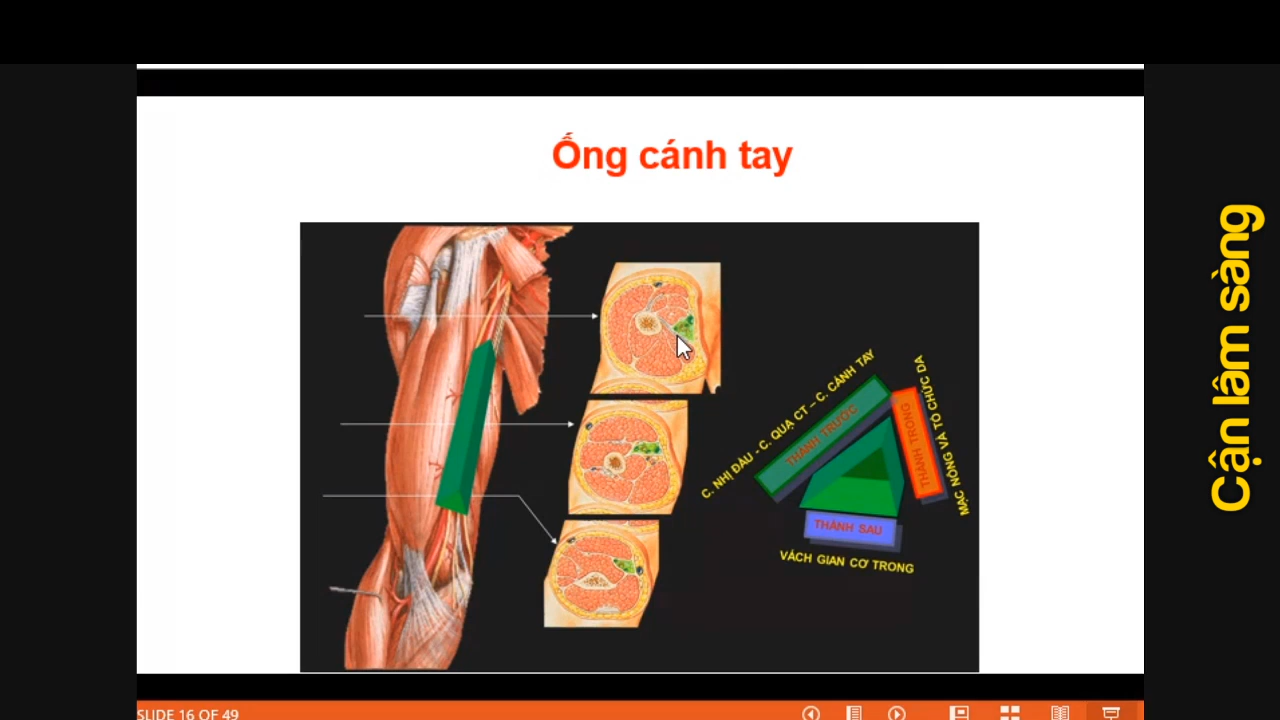 Ống cánh tay
C. NHỊ ĐẦU - C. QUẠ CT – C. CÁNH TAY
THÀNH TRƯỚC
THÀNH TRONG
MẠC NÔNG VÀ TỔ CHỨC DA
THÀNH SAU
VÁCH GIAN CƠ TRONG
Cận lâm sàng
SLIDE 16 OF 49